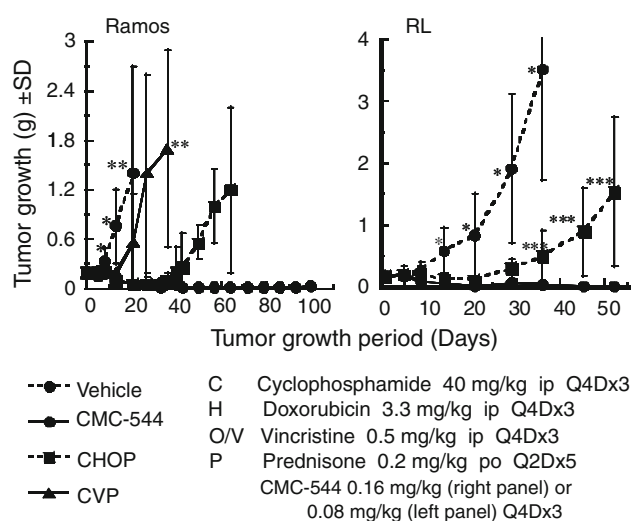 Ramos
RL
Tumor growth (g) ±SD
3
2.4
1.8
1.2
0.6
0
4
3
2
1
0
* * ** **
* * * * *** *** ***
0 20 40 60 80 100
0 10 20 30 40 50
Tumor growth period (Days)
Vehicle
CMC-544
CHOP
CVP
C Cyclophosphamide 40 mg/kg ip Q4Dx3
H Doxorubicin 3.3 mg/kg ip Q4Dx3
O/V Vincristine 0.5 mg/kg ip Q4Dx3
P Prednisone 0.2 mg/kg po Q2Dx5
CMC-544 0.16 mg/kg (right panel) or
0.08 mg/kg (left panel) Q4Dx3